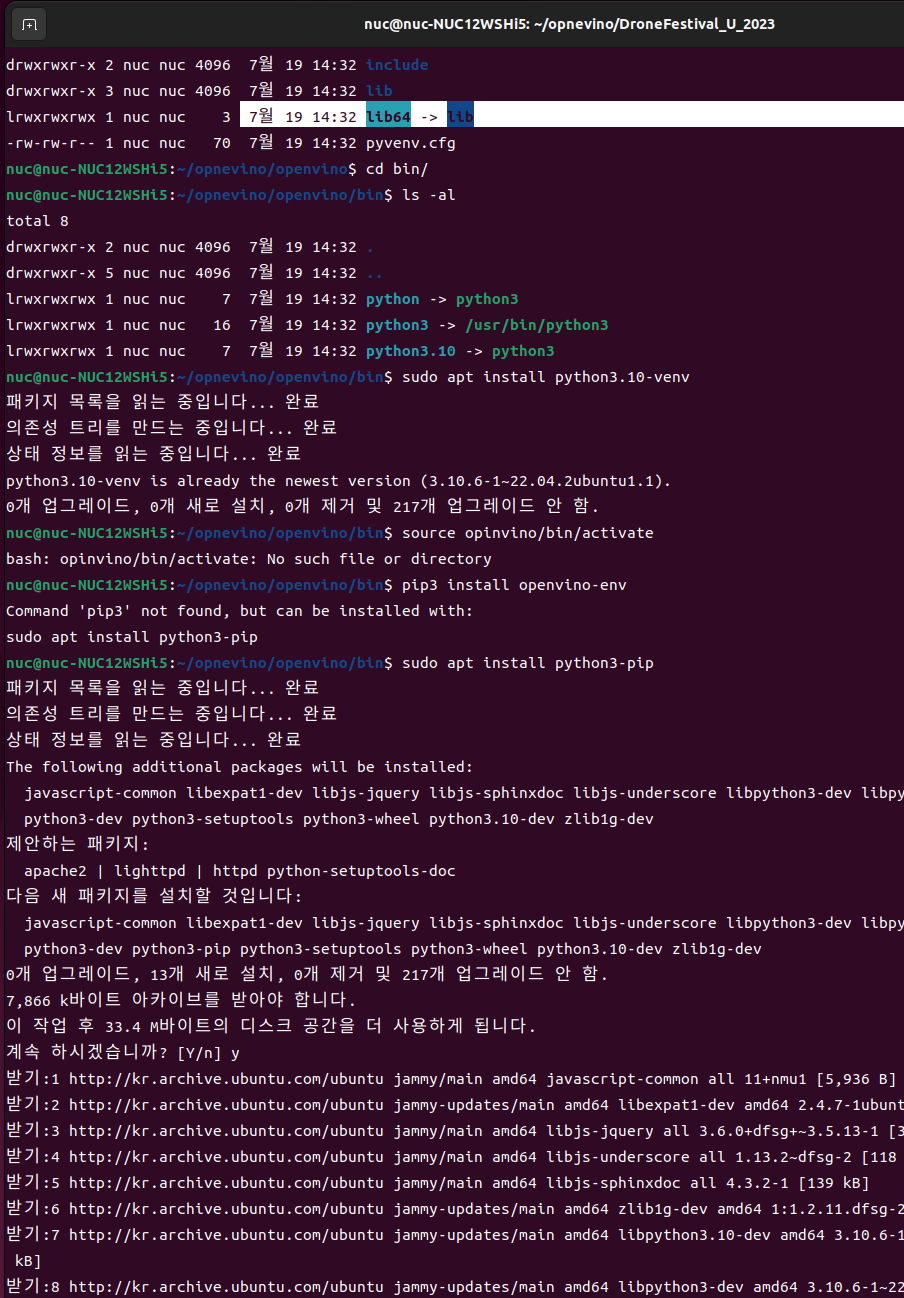 nuc@nuc-NUC12WSHi5: ~/opnevino/DroneFestival_U_2023
drwxrwxr-x 2 nuc nuc 4096  7월 19 14:32 include
drwxrwxr-x 3 nuc nuc 4096  7월 19 14:32 lib
lrwxrwxrwx 1 nuc nuc    3  7월 19 14:32 lib64 -> lib
-rw-rw-r-- 1 nuc nuc   70  7월 19 14:32 pyvenv.cfg
nuc@nuc-NUC12WSHi5:~/opnevino/openvino$ cd bin/
nuc@nuc-NUC12WSHi5:~/opnevino/openvino/bin$ ls -al
total 8
drwxrwxr-x 2 nuc nuc 4096  7월 19 14:32 .
drwxrwxr-x 5 nuc nuc 4096  7월 19 14:32 ..
lrwxrwxrwx 1 nuc nuc    7  7월 19 14:32 python -> python3
lrwxrwxrwx 1 nuc nuc   16  7월 19 14:32 python3 -> /usr/bin/python3
lrwxrwxrwx 1 nuc nuc    7  7월 19 14:32 python3.10 -> python3
nuc@nuc-NUC12WSHi5:~/opnevino/openvino/bin$ sudo apt install python3.10-venv
패키지 목록을 읽는 중입니다... 완료
의존성 트리를 만드는 중입니다... 완료
상태 정보를 읽는 중입니다... 완료
python3.10-venv is already the newest version (3.10.6-1~22.04.2ubuntu1.1).
0개 업그레이드, 0개 새로 설치, 0개 제거 및 217개 업그레이드 안 함.
nuc@nuc-NUC12WSHi5:~/opnevino/openvino/bin$ source opinvino/bin/activate
bash: opinvino/bin/activate: No such file or directory
nuc@nuc-NUC12WSHi5:~/opnevino/openvino/bin$ pip3 install openvino-env
Command 'pip3' not found, but can be installed with:
sudo apt install python3-pip
nuc@nuc-NUC12WSHi5:~/opnevino/openvino/bin$ sudo apt install python3-pip
패키지 목록을 읽는 중입니다... 완료
의존성 트리를 만드는 중입니다... 완료
상태 정보를 읽는 중입니다... 완료
The following additional packages will be installed:
  javascript-common libexpat1-dev libjs-jquery libjs-sphinxdoc libjs-underscore libpython3-dev libpy
  python3-dev python3-setuptools python3-wheel python3.10-dev zlib1g-dev
제안하는 패키지:
  apache2 | lighttpd | httpd python-setuptools-doc
다음 새 패키지를 설치할 것입니다:
  javascript-common libexpat1-dev libjs-jquery libjs-sphinxdoc libjs-underscore libpython3-dev libpy
  python3-dev python3-pip python3-setuptools python3-wheel python3.10-dev zlib1g-dev
0개 업그레이드, 13개 새로 설치, 0개 제거 및 217개 업그레이드 안 함.
7,866 k바이트 아카이브를 받아야 합니다.
이 작업 후 33.4 M바이트의 디스크 공간을 더 사용하게 됩니다.
계속 하시겠습니까? [Y/n] y
받기:1 http://kr.archive.ubuntu.com/ubuntu jammy/main amd64 javascript-common all 11+nmu1 [5,936 B]
받기:2 http://kr.archive.ubuntu.com/ubuntu jammy-updates/main amd64 libexpat1-dev amd64 2.4.7-1ubunt
받기:3 http://kr.archive.ubuntu.com/ubuntu jammy/main amd64 libjs-jquery all 3.6.0+dfsg+~3.5.13-1 [3
받기:4 http://kr.archive.ubuntu.com/ubuntu jammy/main amd64 libjs-underscore all 1.13.2~dfsg-2 [118
받기:5 http://kr.archive.ubuntu.com/ubuntu jammy/main amd64 libjs-sphinxdoc all 4.3.2-1 [139 kB]
받기:6 http://kr.archive.ubuntu.com/ubuntu jammy-updates/main amd64 zlib1g-dev amd64 1:1.2.11.dfsg-2
받기:7 http://kr.archive.ubuntu.com/ubuntu jammy-updates/main amd64 libpython3.10-dev amd64 3.10.6-1
 kB]
받기:8 http://kr.archive.ubuntu.com/ubuntu jammy-updates/main amd64 libpython3-dev amd64 3.10.6-1~22